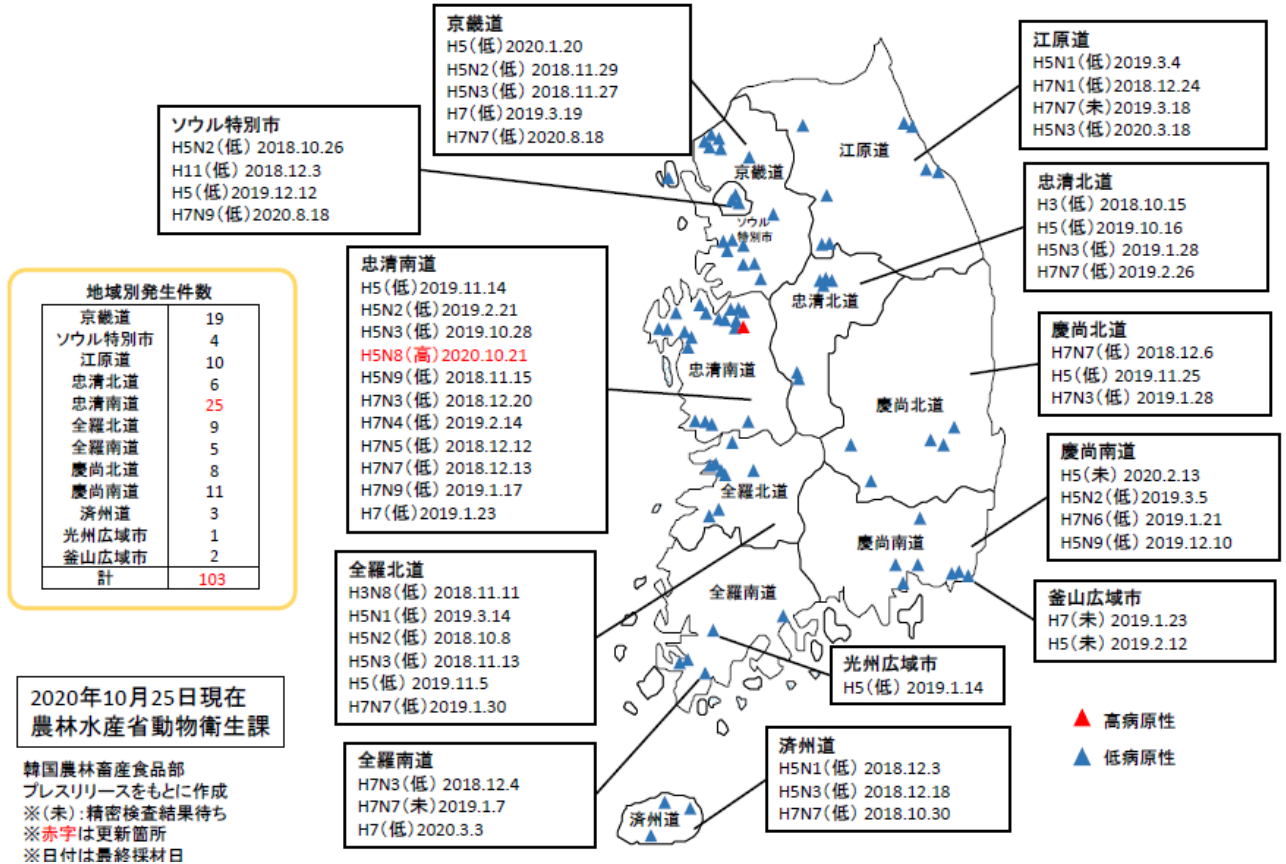 京畿道
H5(低)2020.1.20
H5N2(低) 2018.11.29
H5N3(低) 2018.11.27
H7(低)2019.3.19
H7N7(低)2020.8.18
江原道
H5N1(低)2019.3.4
H7N1(低)2018.12.24
H7N7(未)2019.3.18
H5N3(低)2020.3.18
ソウル特別市
H5N2(低) 2018.10.26
H11(低) 2018.12.3
H5(低)2019.12.12
H7N9(低)2020.8.18
忠清北道
H3(低) 2018.10.15
H5(低)2019.10.16
H5N3(低) 2019.1.28
H7N7(低)2019.2.26
忠清南道
H5(低)2019.11.14
H5N2(低)2019.2.21
H5N3(低)2019.10.28
H5N8(高)2020.10.21
H5N9(低) 2018.11.15
H7N3(低) 2018.12.20
H7N4(低)2019.2.14
H7N5(低) 2018.12.12
H7N7(低) 2018.12.13
H7N9(低) 2019.1.17
H7(低)2019.1.23
地域別発生件数
京畿道 19
ソウル特別市 4
江原道 10
忠清北道 6
忠清南道 25
全羅北道 9
全羅南道 5
慶尚北道 8
慶尚南道 11
済州道 3
光州広域市 1
釜山広域市 2
計 103
慶尚北道
H7N7(低) 2018.12.6
H5(低)2019.11.25
H7N3(低)2019.1.28
慶尚南道
H5(未) 2020.2.13
H5N2(低)2019.3.5
H7N6(低)2019.1.21
H5N9(低) 2019.12.10
釜山広域市
H7(未)2019.1.23
H5(未)2019.2.12
全羅北道
H3N8(低) 2018.11.11
H5N1(低)2019.3.14
H5N2(低) 2018.10.8
H5N3(低) 2018.11.13
H5(低)2019.11.5
H7N7(低)2019.1.30
光州広域市
H5(低) 2019.1.14
全羅南道
H7N3(低) 2018.12.4
H7N7(未)2019.1.7
H7(低)2020.3.3
済州道
H5N1(低) 2018.12.3
H5N3(低) 2018.12.18
H7N7(低) 2018.10.30
江原道
京畿道
ソウル
特別市
忠清北道
忠清南道
慶尚北道
全羅北道
慶尚南道
全羅南道
済州道
高病原性
低病原性
2020年10月25日現在
農林水産省動物衛生課
韓国農林畜産食品部
プレスリリースをもとに作成
※(未):精密検査結果待ち
※赤字は更新箇所
※日付は最終採材日